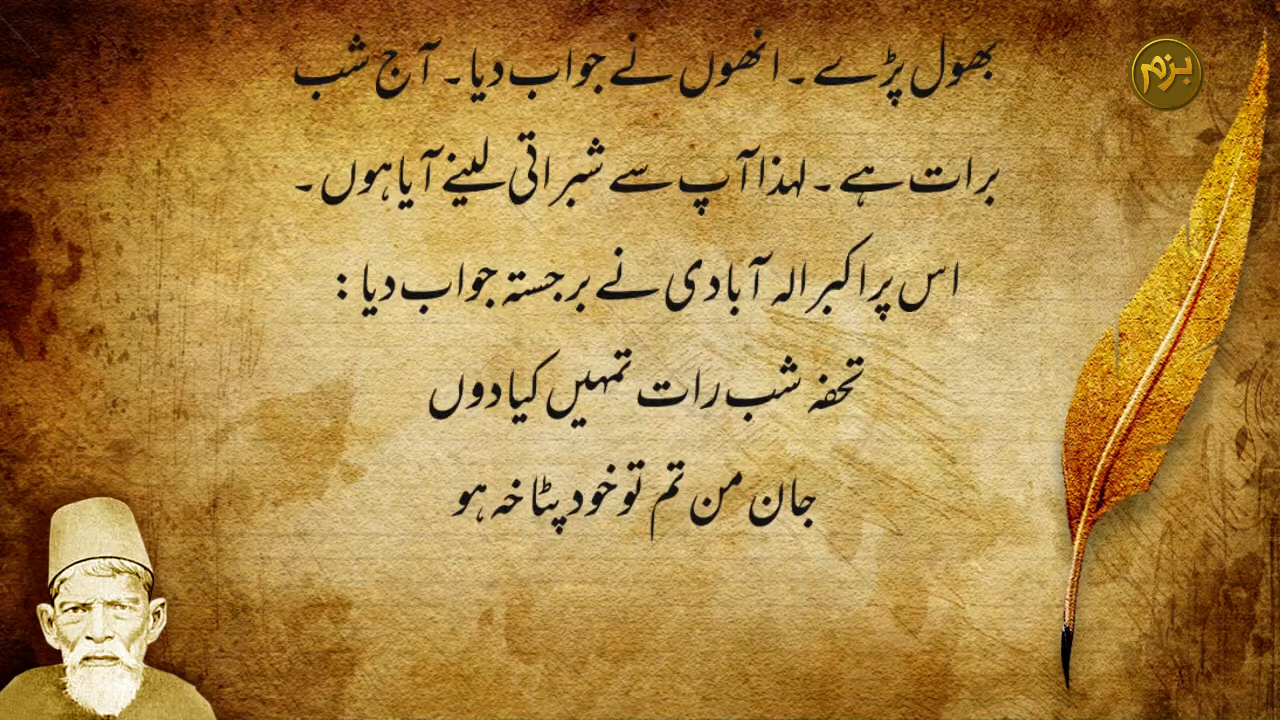 بزم
بھول پڑے ۔ انھوں نے جواب دیا ۔ آج شب
برات ہے ۔ لہذا آپ سے شبراتی لینے آیا ہوں ۔
اس پر اکبر الہ آبادی نے برجستہ جواب دیا :
تحفہ شب رات تمہیں کیا دوں
جان من تم تو خود پٹاخہ ہو